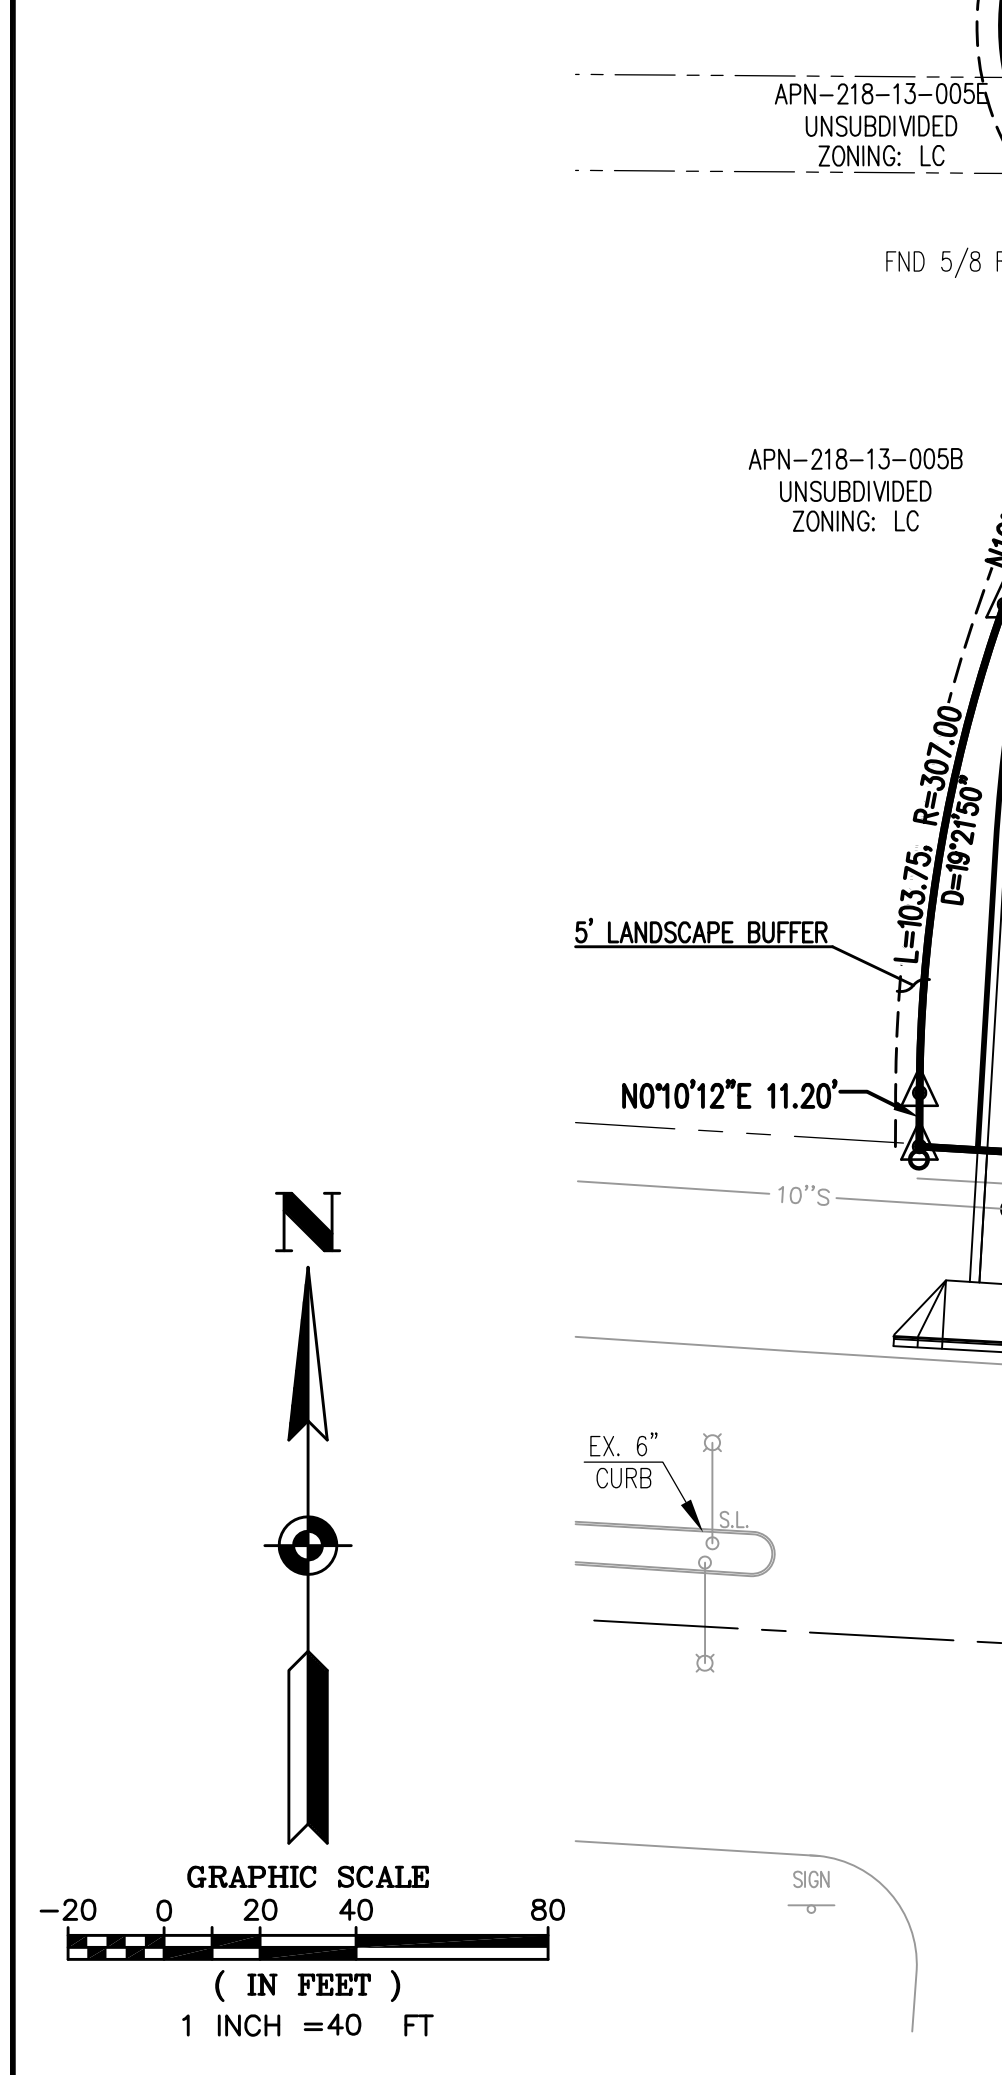 APN-218-13-005E
UNSUBDIVIDED
ZONING: LC
FND 5/8
APN-218-13-005B
UNSUBDIVIDED
ZONING: LC
L=103.75, R=307.00
D=19°21'50"
5' LANDSCAPE BUFFER
N0°10'12"E 11.20'
10"S
N
EX. 6"
CURB
S.L.
SIGN
GRAPHIC SCALE
-20 0 20 40 80
( IN FEET )
1 INCH =40 FT